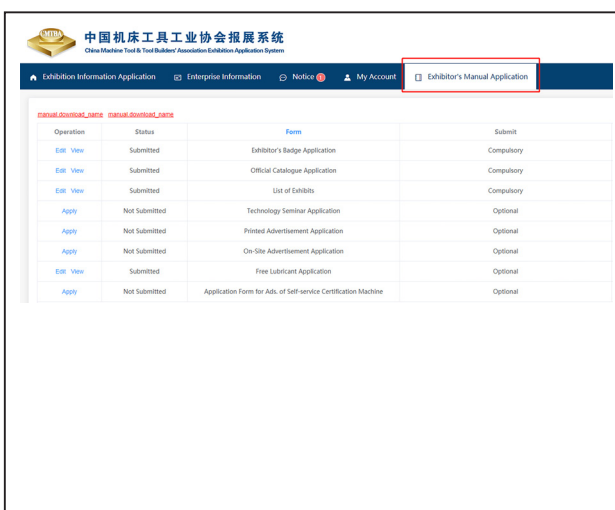 CMTBA
中国机床工具工业协会报展系统
China Machine Tool & Tool Builders' Association Exhibition Application System
Exhibition Information Application Enterprise Information Notice 1 My Account Exhibitor's Manual Application
manual.download_name manual.download_name
Operation Status Form Submit
Edit View Submitted Exhibitor's Badge Application Compulsory
Edit View Submitted Official Catalogue Application Compulsory
Edit View Submitted List of Exhibits Compulsory
Apply Not Submitted Technology Seminar Application Optional
Apply Not Submitted Printed Advertisement Application Optional
Apply Not Submitted On-Site Advertisement Application Optional
Edit View Submitted Free Lubricant Application Optional
Apply Not Submitted Application Form for Ads. of Self-service Certification Machine Optional